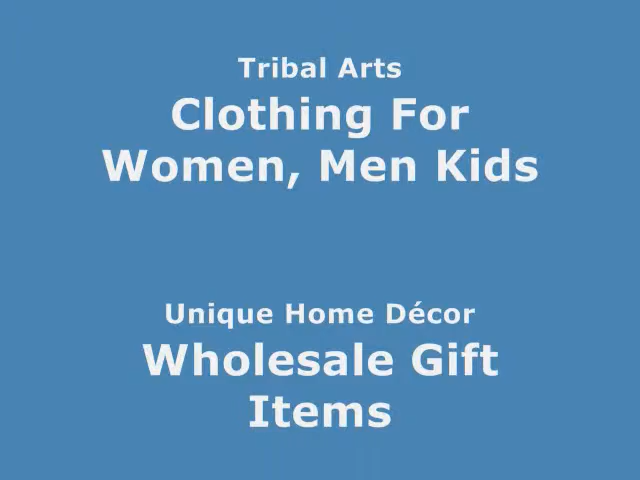 Tribal Arts
Clothing For
Women, Men Kids
Unique Home Décor
Wholesale Gift
Items